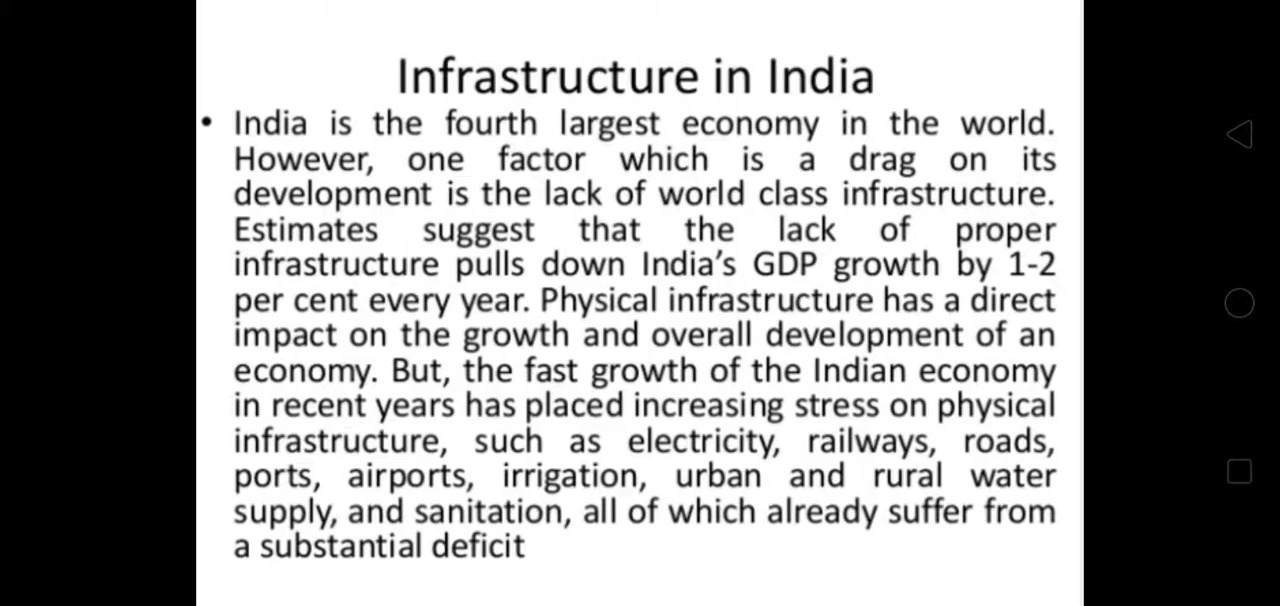 Infrastructure in India
• India is the fourth largest economy in the world.
However, one factor which is a drag on its
development is the lack of world class infrastructure.
Estimates suggest that the lack of proper
infrastructure pulls down India's GDP growth by 1-2
per cent every year. Physical infrastructure has a direct
impact on the growth and overall development of an
economy. But, the fast growth of the Indian economy
in recent years has placed increasing stress on physical
infrastructure, such as electricity, railways, roads,
ports, airports, irrigation, urban and rural water
supply, and sanitation, all of which already suffer from
a substantial deficit